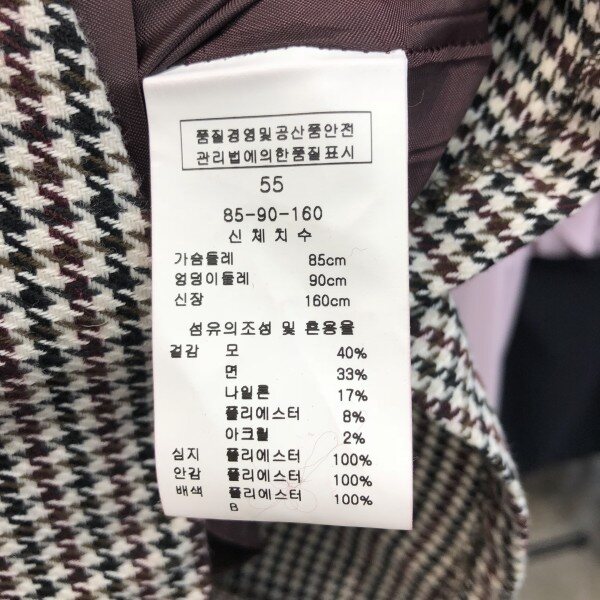 품질경영및공산품안전
관리법에의한품질표시
55
85-90-160
신체치수
가슴둘레 85cm
엉덩이둘레 90cm
신장 160cm
섬유의조성 및 혼용율
겉감 모 40%
면 33%
나일론 17%
폴리에스터 8%
아크릴 2%
심지 폴리에스터 100%
안감 폴리에스터 100%
배색 폴리에스터 100%
B